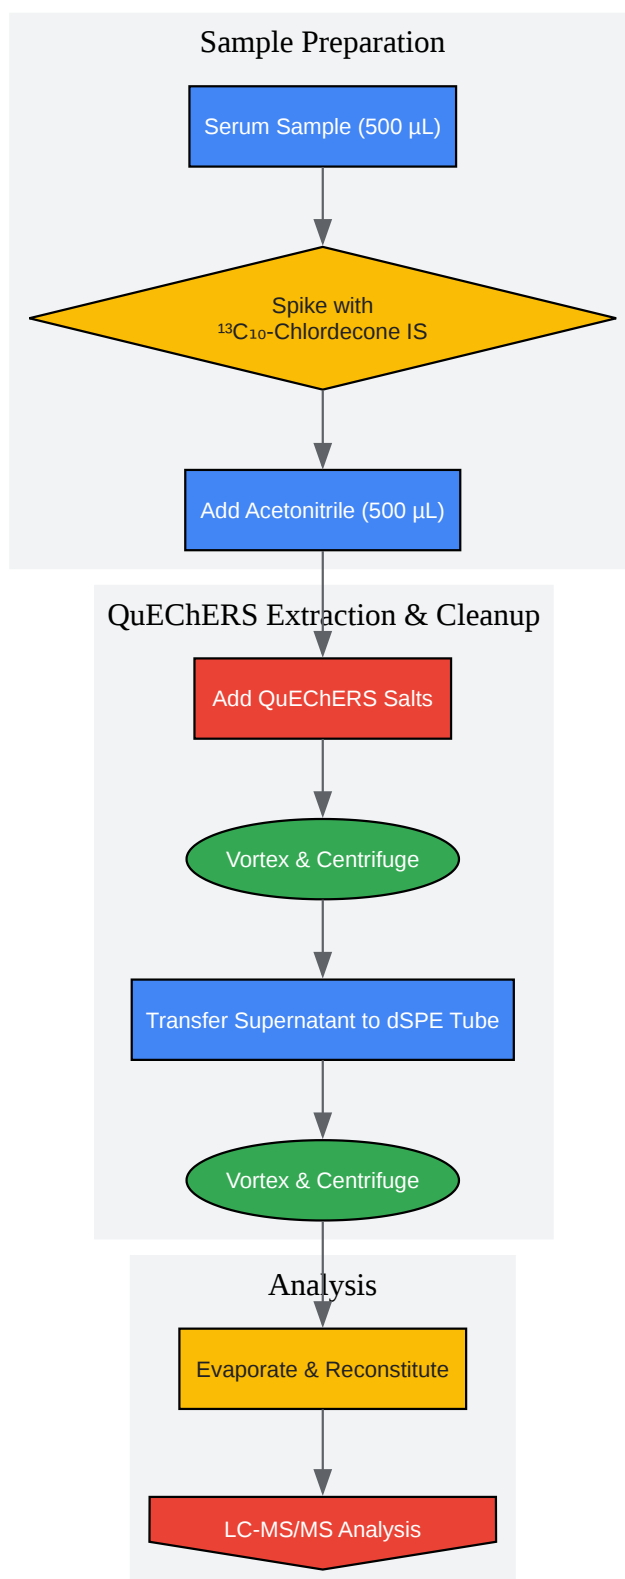 Sample Preparation
Serum Sample (500 µL)
Spike with
¹³C₁₀-Chlordecone IS
Add Acetonitrile (500 µL)
QuEChERS Extraction & Cleanup
Add QuEChERS Salts
Vortex & Centrifuge
Transfer Supernatant to dSPE Tube
Vortex & Centrifuge
Analysis
Evaporate & Reconstitute
LC-MS/MS Analysis